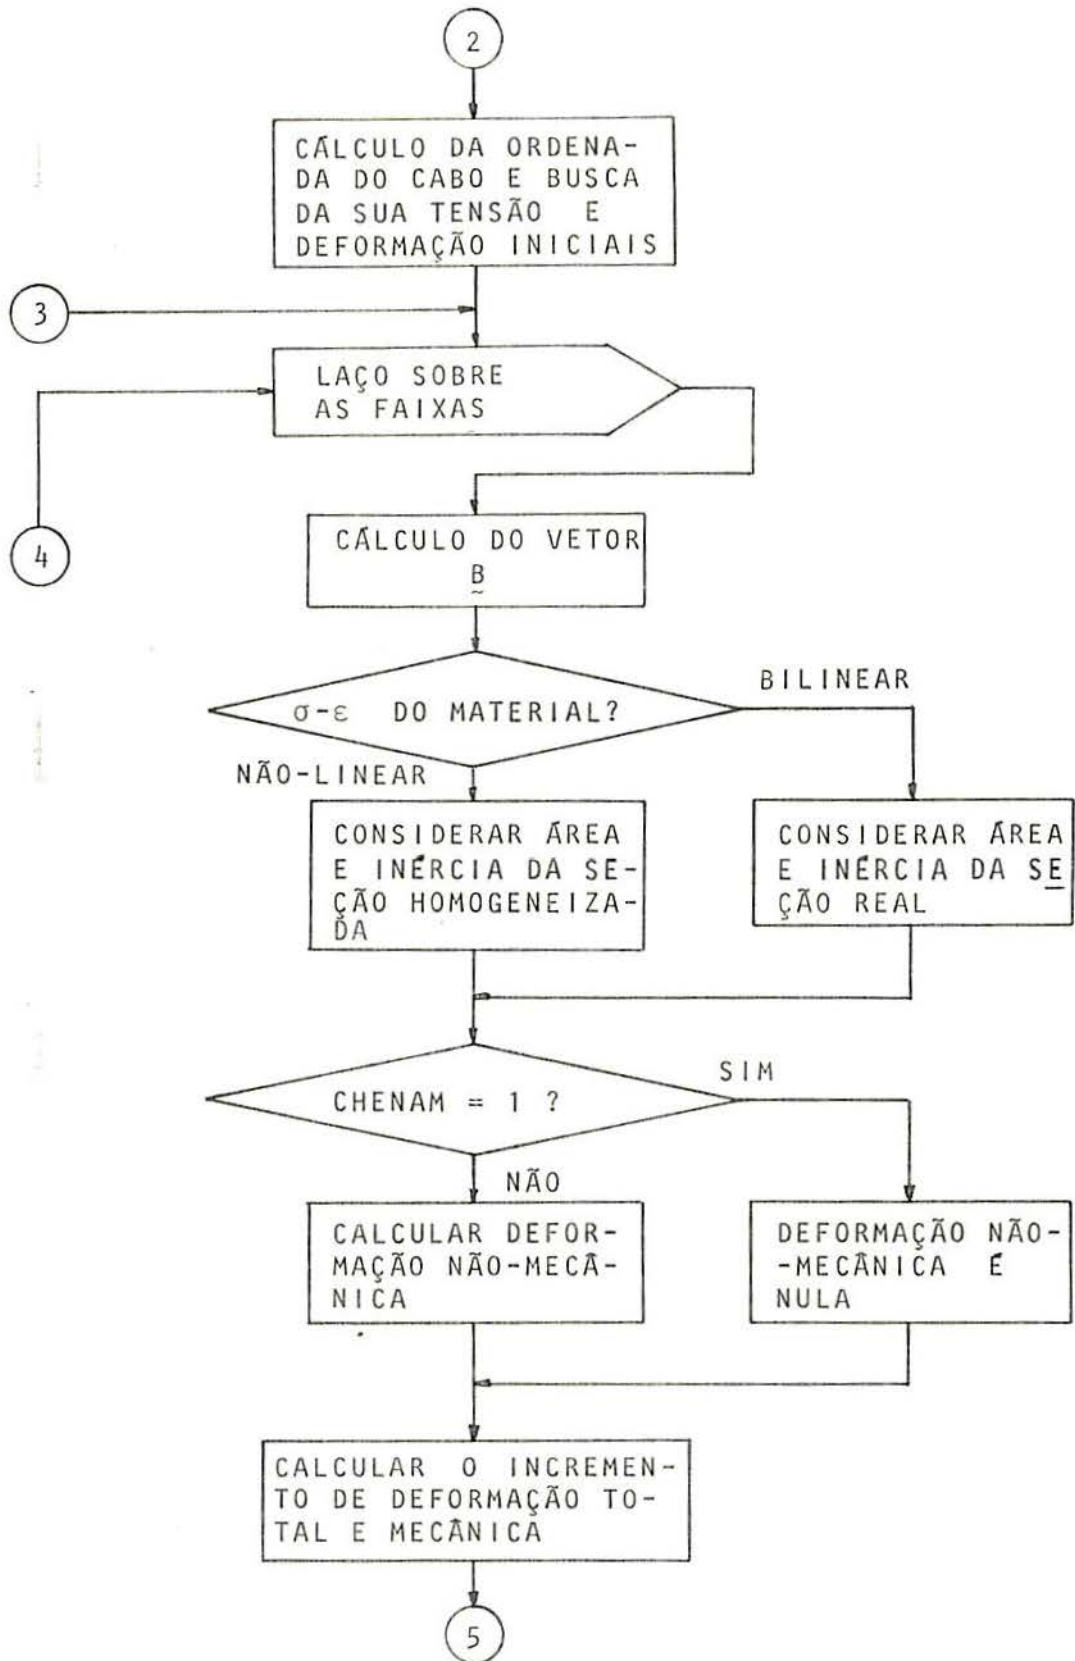 2
CÁLCULO DA ORDENA-
DA DO CABO E BUSCA
DA SUA TENSÃO E
DEFORMAÇÃO INICIAIS
3
LAÇO SOBRE
AS FAIXAS
4
CÁLCULO DO VETOR
B
σ-ε DO MATERIAL?
BILINEAR
NÃO-LINEAR
CONSIDERAR ÁREA
E INÉRCIA DA SE-
ÇÃO HOMOGENEIZA-
DA
CONSIDERAR ÁREA
E INÉRCIA DA SE
ÇÃO REAL
CHENAM = 1 ?
SIM
NÃO
CALCULAR DEFOR-
MAÇÃO NÃO-MECÂ-
NICA
DEFORMAÇÃO NÃO-
-MECÂNICA É
NULA
CALCULAR O INCREMEN-
TO DE DEFORMAÇÃO TO-
TAL E MECÂNICA
5